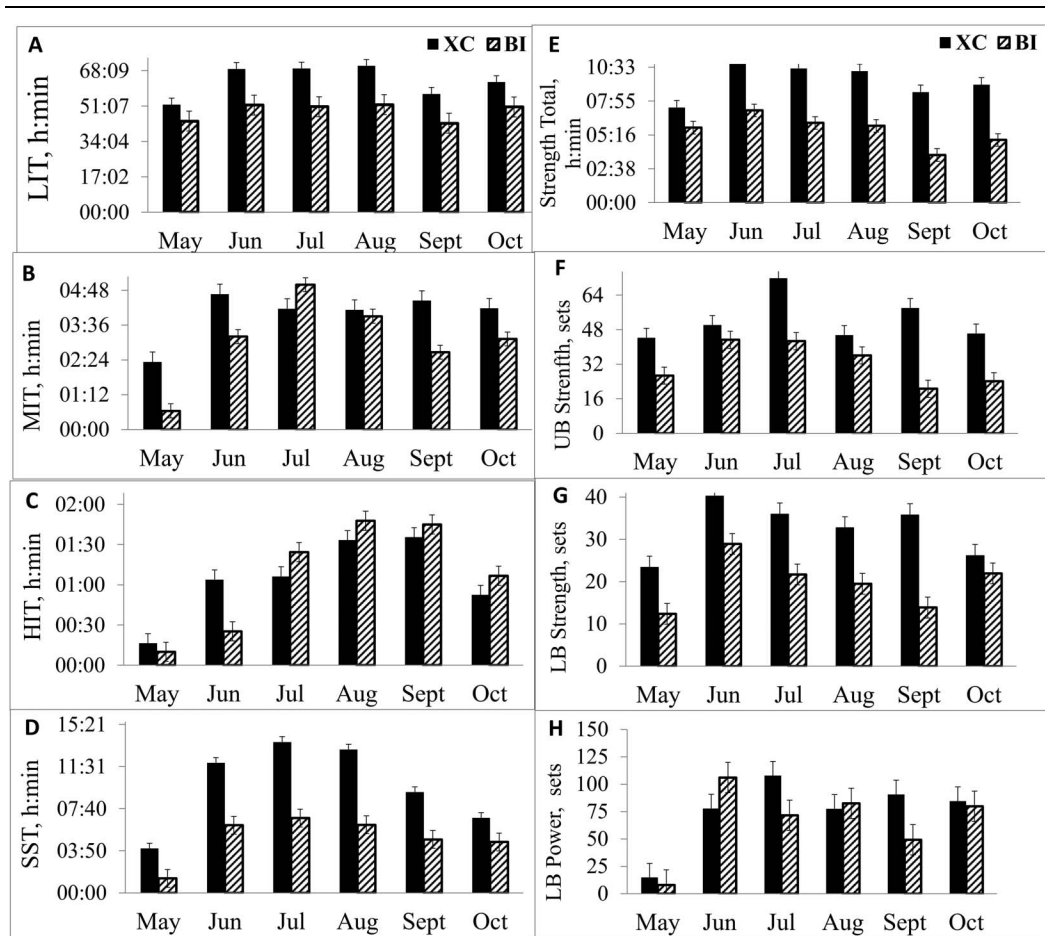 A
XC BI
LIT, h:min
68:09
51:07
34:04
17:02
00:00
May Jun Jul Aug Sept Oct
B
MIT, h:min
04:48
03:36
02:24
01:12
00:00
May Jun Jul Aug Sept Oct
C
HIT, h:min
02:00
01:30
01:00
00:30
00:00
May Jun Jul Aug Sept Oct
D
SST, h:min
15:21
11:31
07:40
03:50
00:00
May Jun Jul Aug Sept Oct
E
XC BI
Strength Total,
h:min
10:33
07:55
05:16
02:38
00:00
May Jun Jul Aug Sept Oct
F
UB Strenfth, sets
64
48
32
16
0
May Jun Jul Aug Sept Oct
G
LB Strength, sets
40
30
20
10
0
May Jun Jul Aug Sept Oct
H
LB Power, sets
150
125
100
75
50
25
0
May Jun Jul Aug Sept Oct